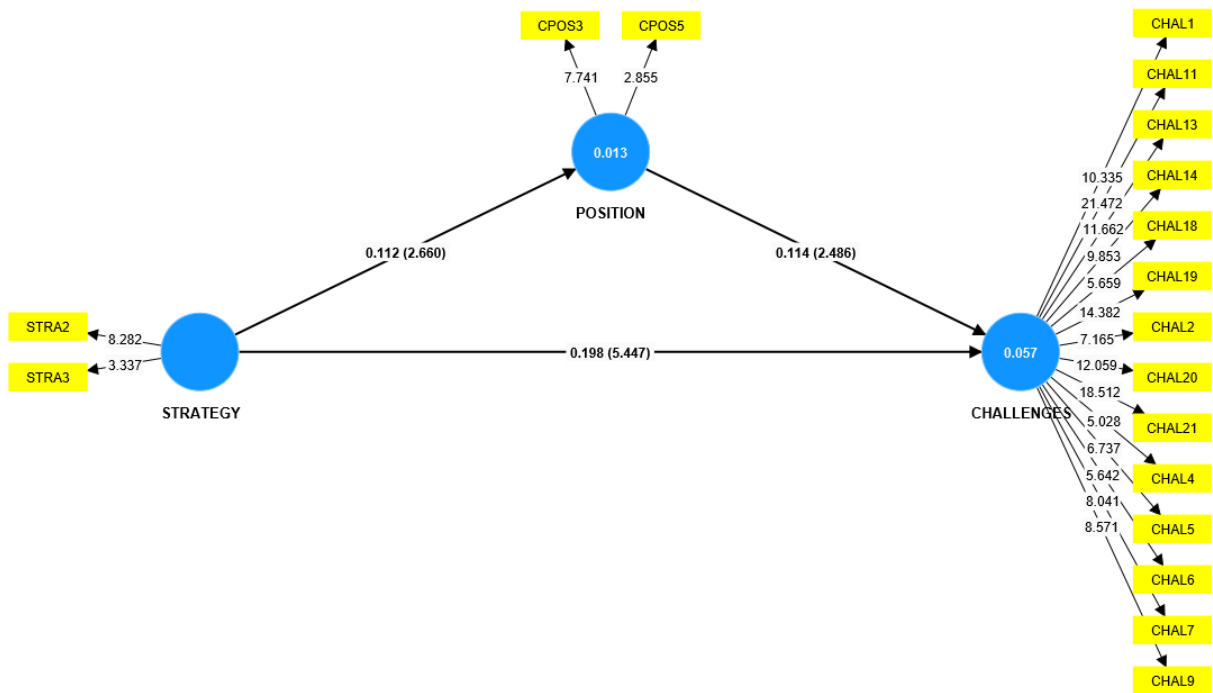 CPOS3
CPOS5
7.741
2.855
0.013
POSITION
0.112 (2.660)
0.114 (2.486)
STRA2
STRA3
8.282
3.337
STRATEGY
0.198 (5.447)
0.057
CHALLENGES
10.335
21.472
11.662
9.853
5.659
14.382
7.165
12.059
18.512
5.028
6.737
5.642
8.041
8.571
CHAL1
CHAL11
CHAL13
CHAL14
CHAL18
CHAL19
CHAL2
CHAL20
CHAL21
CHAL4
CHAL5
CHAL6
CHAL7
CHAL9